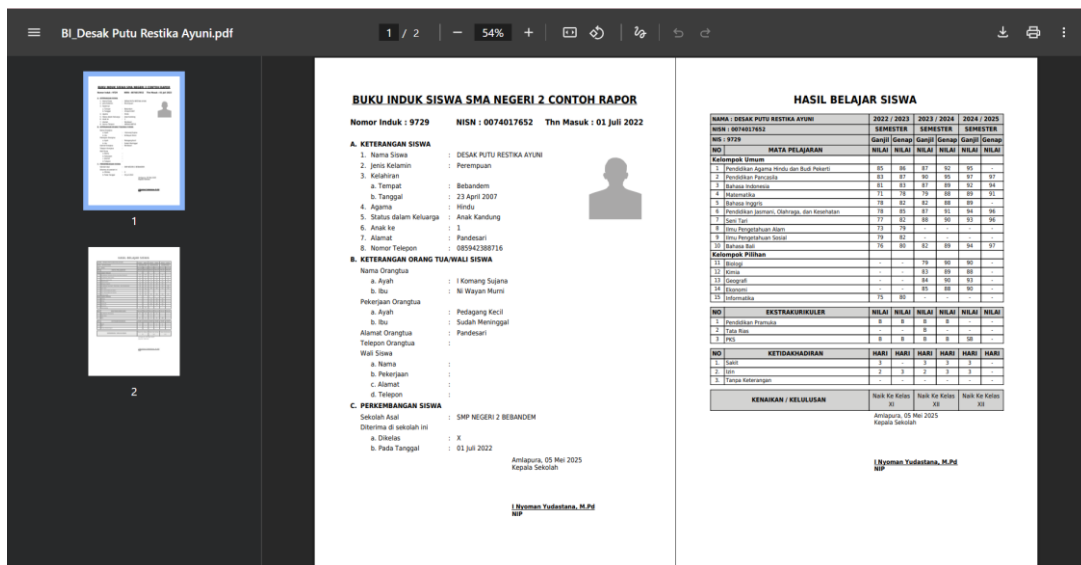 BI_Desak Putu Restika Ayuni.pdf
1 / 2
54%
1
2
BUKU INDUK SISWA SMA NEGERI 2 CONTOH RAPOR
Nomor Induk : 9729 NISN : 0074017652 Thn Masuk : 01 Juli 2022
A. KETERANGAN SISWA
1. Nama Siswa : DESAK PUTU RESTIKA AYUNI
2. Jenis Kelamin : Perempuan
3. Kelahiran
a. Tempat : Bebandem
b. Tanggal : 23 April 2007
4. Agama : Hindu
5. Status dalam Keluarga : Anak Kandung
6. Anak ke : 1
7. Alamat : Pandesari
8. Nomor Telepon : 085942388716
B. KETERANGAN ORANG TUA/WALI SISWA
Nama Orangtua
a. Ayah : I Komang Sujana
b. Ibu : Ni Wayan Murni
Pekerjaan Orangtua
a. Ayah : Pedagang Kecil
b. Ibu : Sudah Meninggal
Alamat Orangtua : Pandesari
Telepon Orangtua :
Wali Siswa
a. Nama :
b. Pekerjaan :
c. Alamat :
d. Telepon :
C. PERKEMBANGAN SISWA
Sekolah Asal : SMP NEGERI 2 BEBANDEM
Diterima di sekolah ini
a. Dikelas : X
b. Pada Tanggal : 01 Juli 2022
Amlapura, 05 Mei 2025
Kepala Sekolah
I Nyoman Yudastana, M.Pd
NIP
HASIL BELAJAR SISWA
NAMA : DESAK PUTU RESTIKA AYUNI 2022 / 2023 2023 / 2024 2024 / 2025
NISN : 0074017652 SEMESTER SEMESTER SEMESTER
NIS : 9729 Ganjil Genap Ganjil Genap Ganjil Genap
NO MATA PELAJARAN NILAI NILAI NILAI NILAI NILAI NILAI
Kelompok Umum
1 Pendidikan Agama Hindu dan Budi Pekerti 85 86 87 92 95 -
2 Pendidikan Pancasila 83 87 90 95 97 97
3 Bahasa Indonesia 81 83 87 89 92 94
4 Matematika 71 78 79 88 89 91
5 Bahasa Inggris 78 82 82 88 89 -
6 Pendidikan Jasmani, Olahraga, dan Kesehatan 78 85 87 91 94 96
7 Seni Tari 77 82 88 90 93 96
8 Ilmu Pengetahuan Alam 73 79 - - - -
9 Ilmu Pengetahuan Sosial 79 82 - - - -
10 Bahasa Bali 76 80 82 89 94 97
Kelompok Pilihan
11 Biologi - - 79 90 90 -
12 Kimia - - 83 89 88 -
13 Geografi - - 84 90 93 -
14 Ekonomi - - 85 88 90 -
15 Informatika 75 80 - - - -
NO EKSTRAKURIKULER NILAI NILAI NILAI NILAI NILAI NILAI
1 Pendidikan Pramuka B B B B - -
2 Tata Rias - - B - - -
3 PKS B B B B SB -
NO KETIDAKHADIRAN HARI HARI HARI HARI HARI HARI
1. Sakit 3 - 3 3 3 -
2. Izin 2 3 2 3 3 -
3. Tanpa Keterangan - - - - - -
KENAIKAN / KELULUSAN Naik Ke Kelas XI Naik Ke Kelas XII Naik Ke Kelas XII
Amlapura, 05 Mei 2025
Kepala Sekolah
I Nyoman Yudastana, M.Pd
NIP